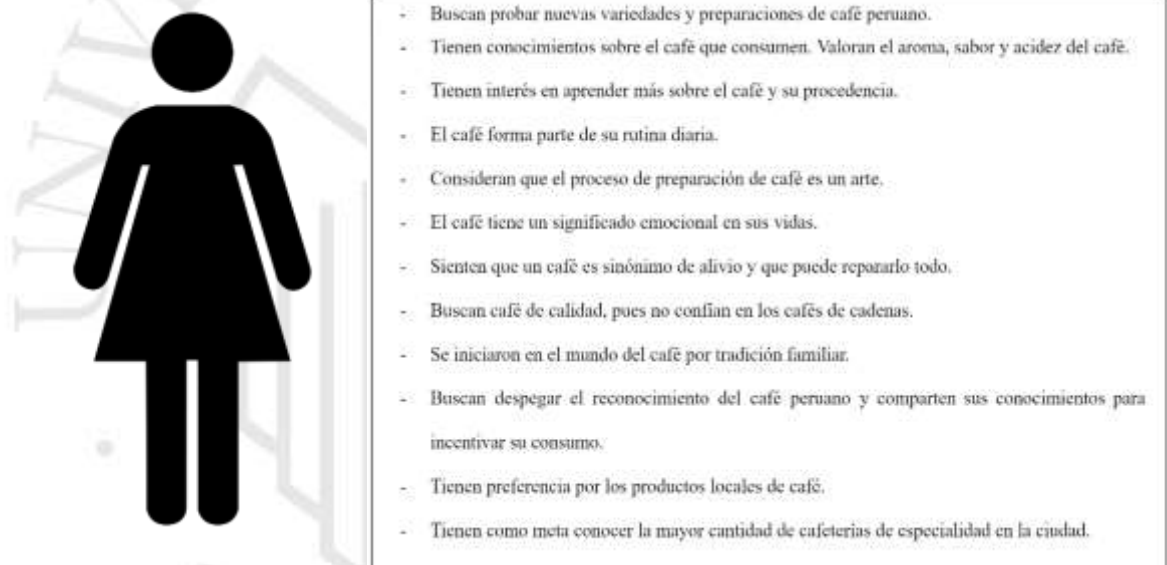 - Buscan probar nuevas variedades y preparaciones de café peruano.
- Tienen conocimientos sobre el café que consumen. Valoran el aroma, sabor y acidez del café.
- Tienen interés en aprender más sobre el café y su procedencia.
- El café forma parte de su rutina diaria.
- Consideran que el proceso de preparación de café es un arte.
- El café tiene un significado emocional en sus vidas.
- Sienten que un café es sinónimo de alivio y que puede repararlo todo.
- Buscan café de calidad, pues no confían en los cafés de cadenas.
- Se iniciaron en el mundo del café por tradición familiar.
- Buscan despegar el reconocimiento del café peruano y comparten sus conocimientos para
incentivar su consumo.
- Tienen preferencia por los productos locales de café.
- Tienen como meta conocer la mayor cantidad de cafeterías de especialidad en la ciudad.